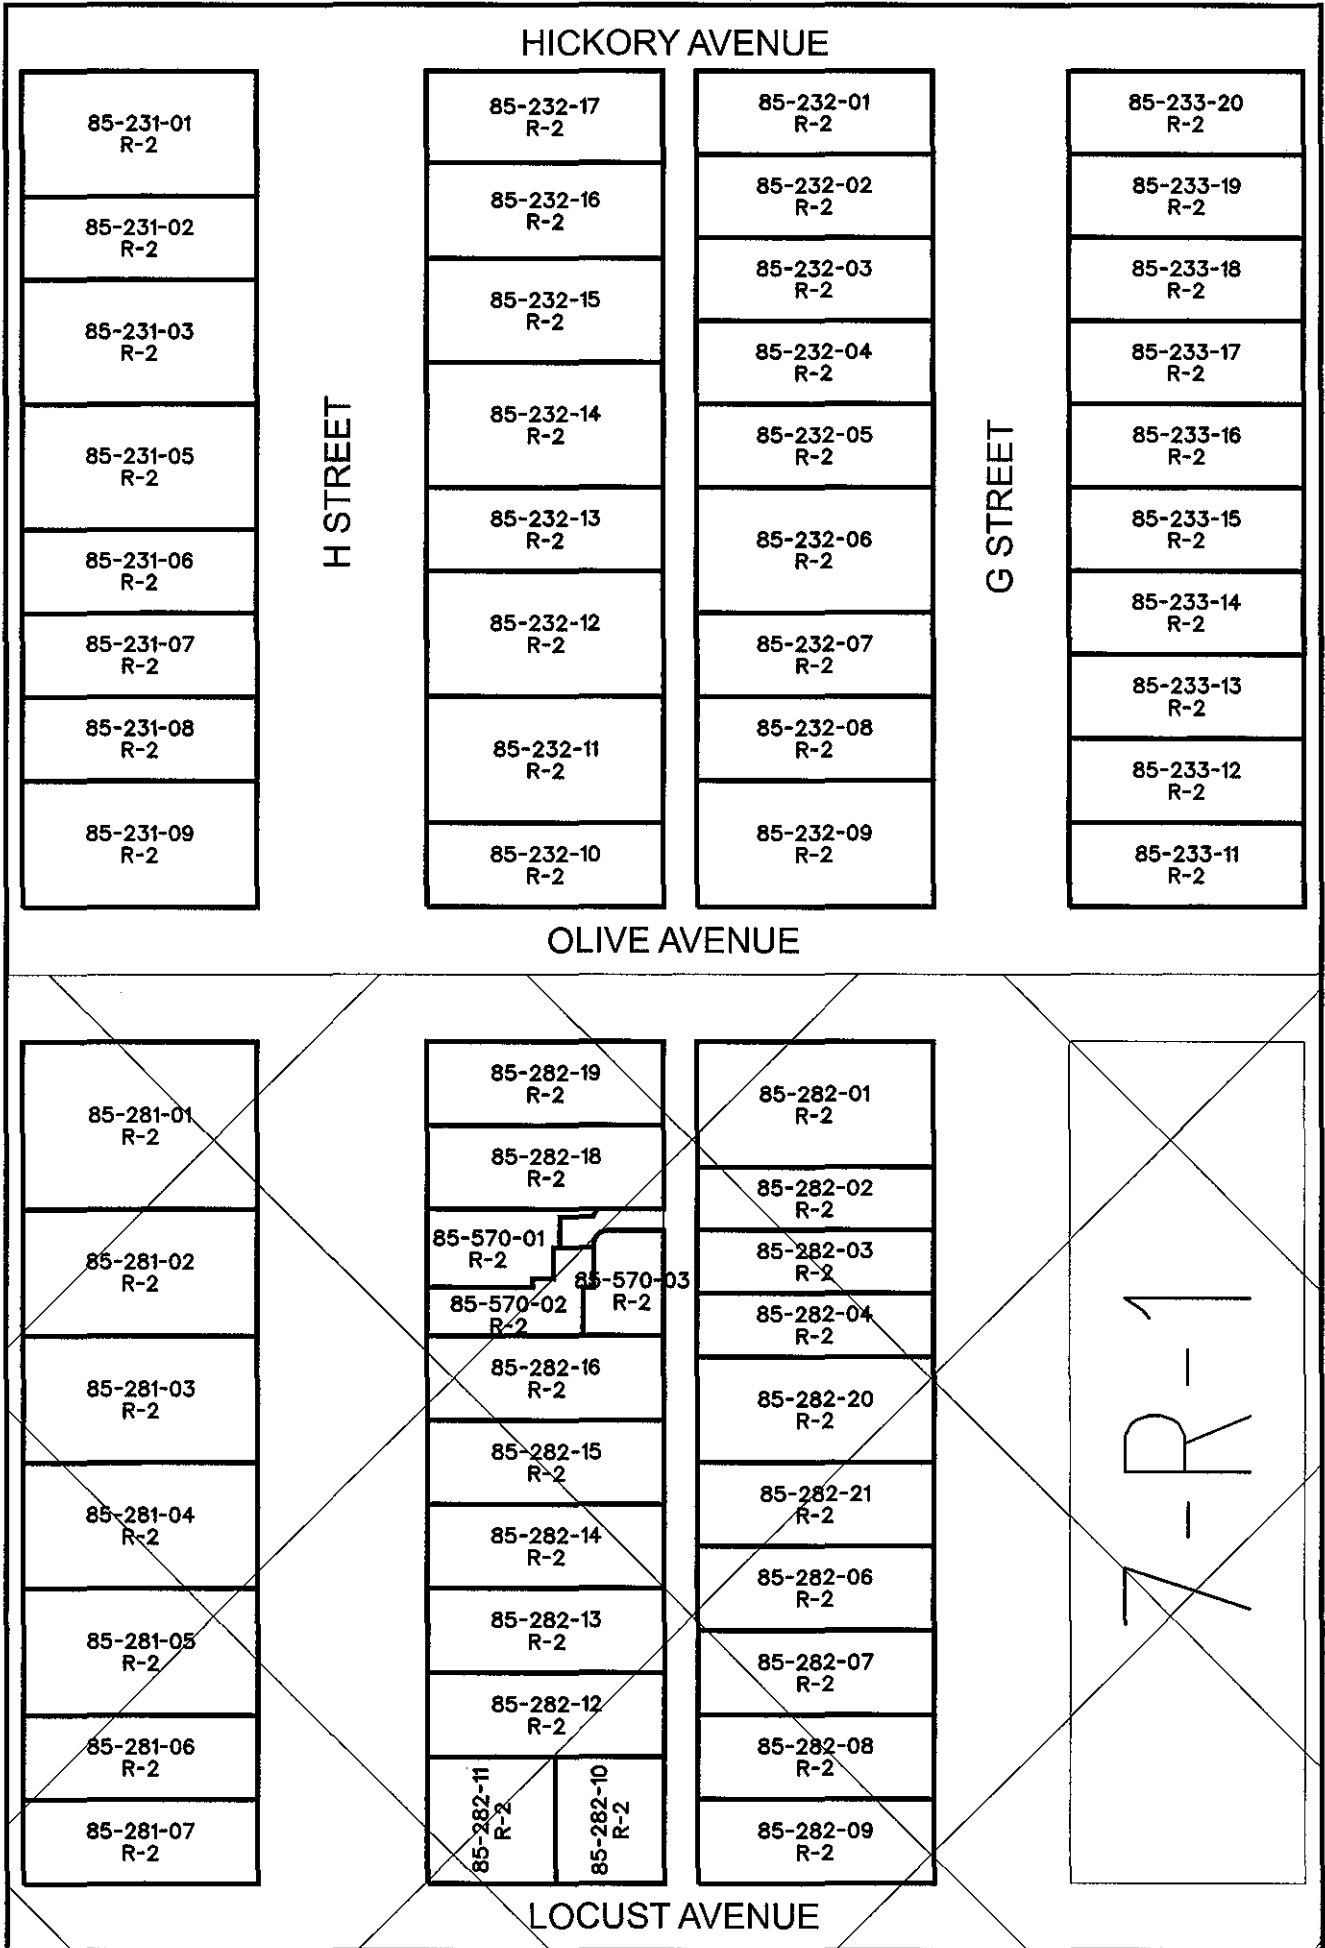 HICKORY AVENUE
85-231-01
R-2
85-231-02
R-2
85-231-03
R-2
85-231-05
R-2
85-231-06
R-2
85-231-07
R-2
85-231-08
R-2
85-231-09
R-2
H STREET
85-232-17
R-2
85-232-16
R-2
85-232-15
R-2
85-232-14
R-2
85-232-13
R-2
85-232-12
R-2
85-232-11
R-2
85-232-10
R-2
85-232-01
R-2
85-232-02
R-2
85-232-03
R-2
85-232-04
R-2
85-232-05
R-2
85-232-06
R-2
85-232-07
R-2
85-232-08
R-2
85-232-09
R-2
G STREET
85-233-20
R-2
85-233-19
R-2
85-233-18
R-2
85-233-17
R-2
85-233-16
R-2
85-233-15
R-2
85-233-14
R-2
85-233-13
R-2
85-233-12
R-2
85-233-11
R-2
OLIVE AVENUE
85-281-01
R-2
85-281-02
R-2
85-281-03
R-2
85-281-04
R-2
85-281-05
R-2
85-281-06
R-2
85-281-07
R-2
85-282-19
R-2
85-282-18
R-2
85-570-01
R-2
85-570-02
R-2
85-570-03
R-2
85-282-16
R-2
85-282-15
R-2
85-282-14
R-2
85-282-13
R-2
85-282-12
R-2
85-282-11
R-2
85-282-10
R-2
85-282-01
R-2
85-282-02
R-2
85-282-03
R-2
85-282-04
R-2
85-282-20
R-2
85-282-21
R-2
85-282-06
R-2
85-282-07
R-2
85-282-08
R-2
85-282-09
R-2
7-R-1
LOCUST AVENUE